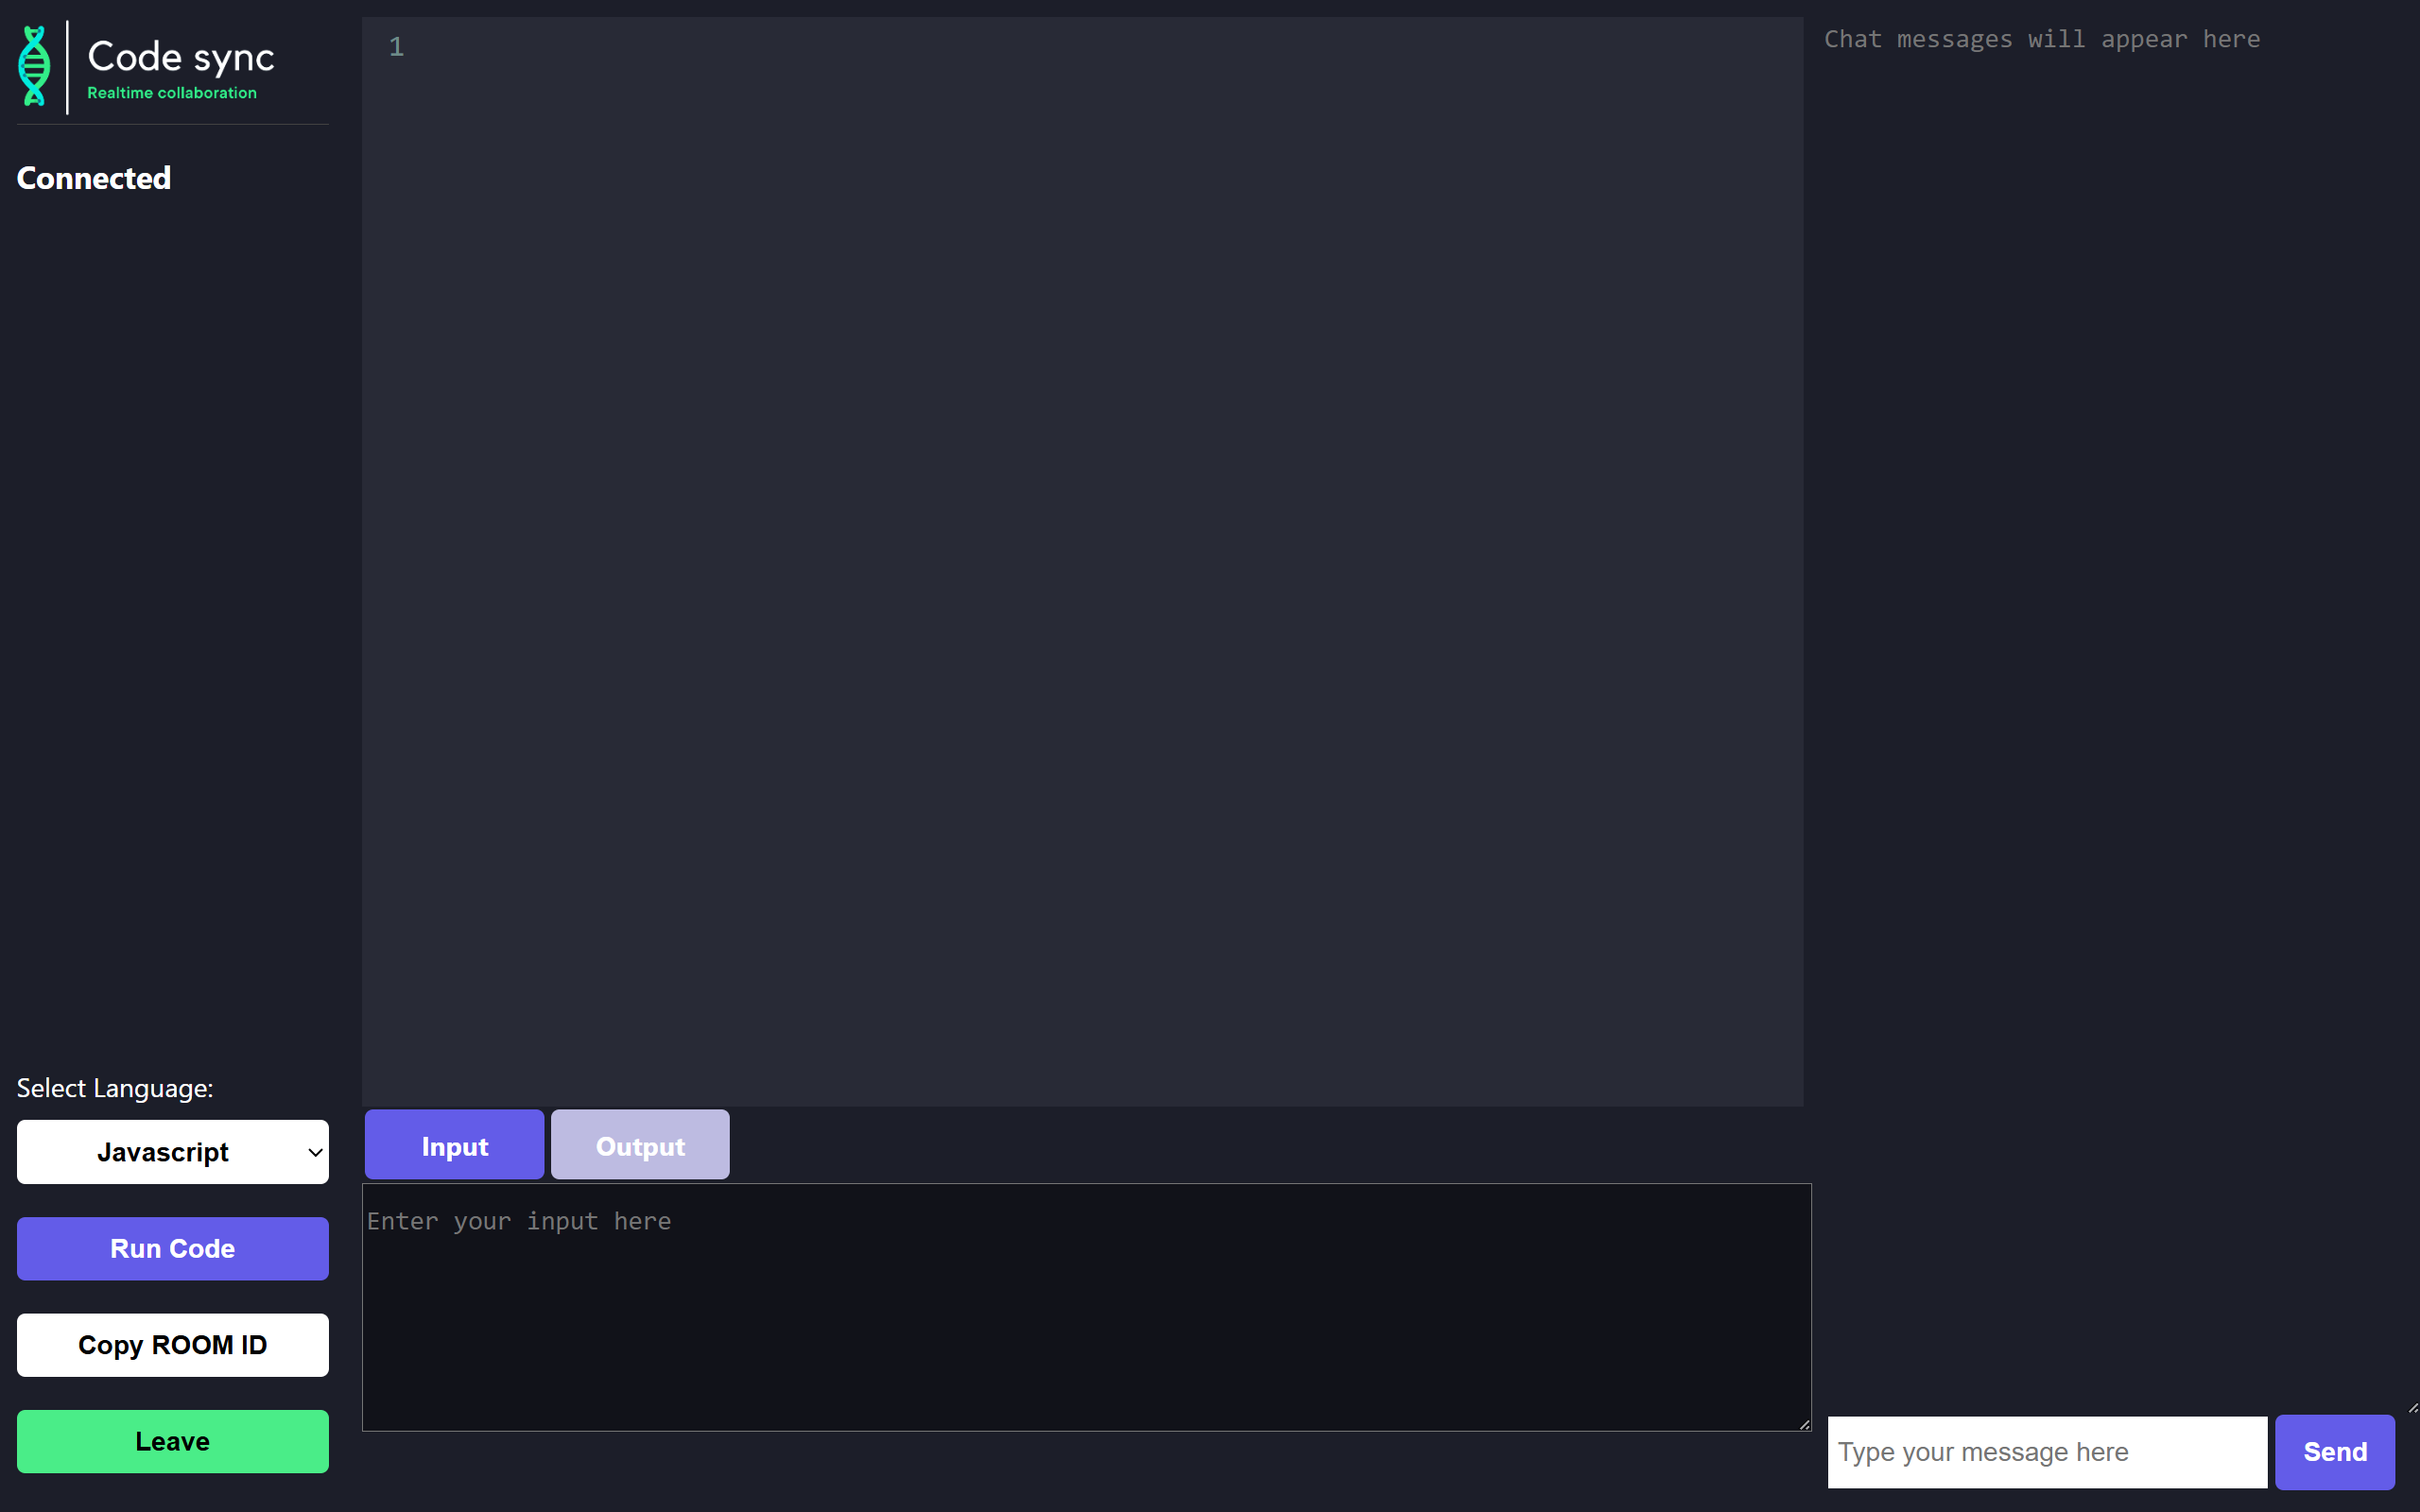 Code sync
Realtime collaboration
Connected
Select Language:
Javascript
Run Code
Copy ROOM ID
Leave
1
Input
Output
Enter your input here
Chat messages will appear here
Type your message here
Send